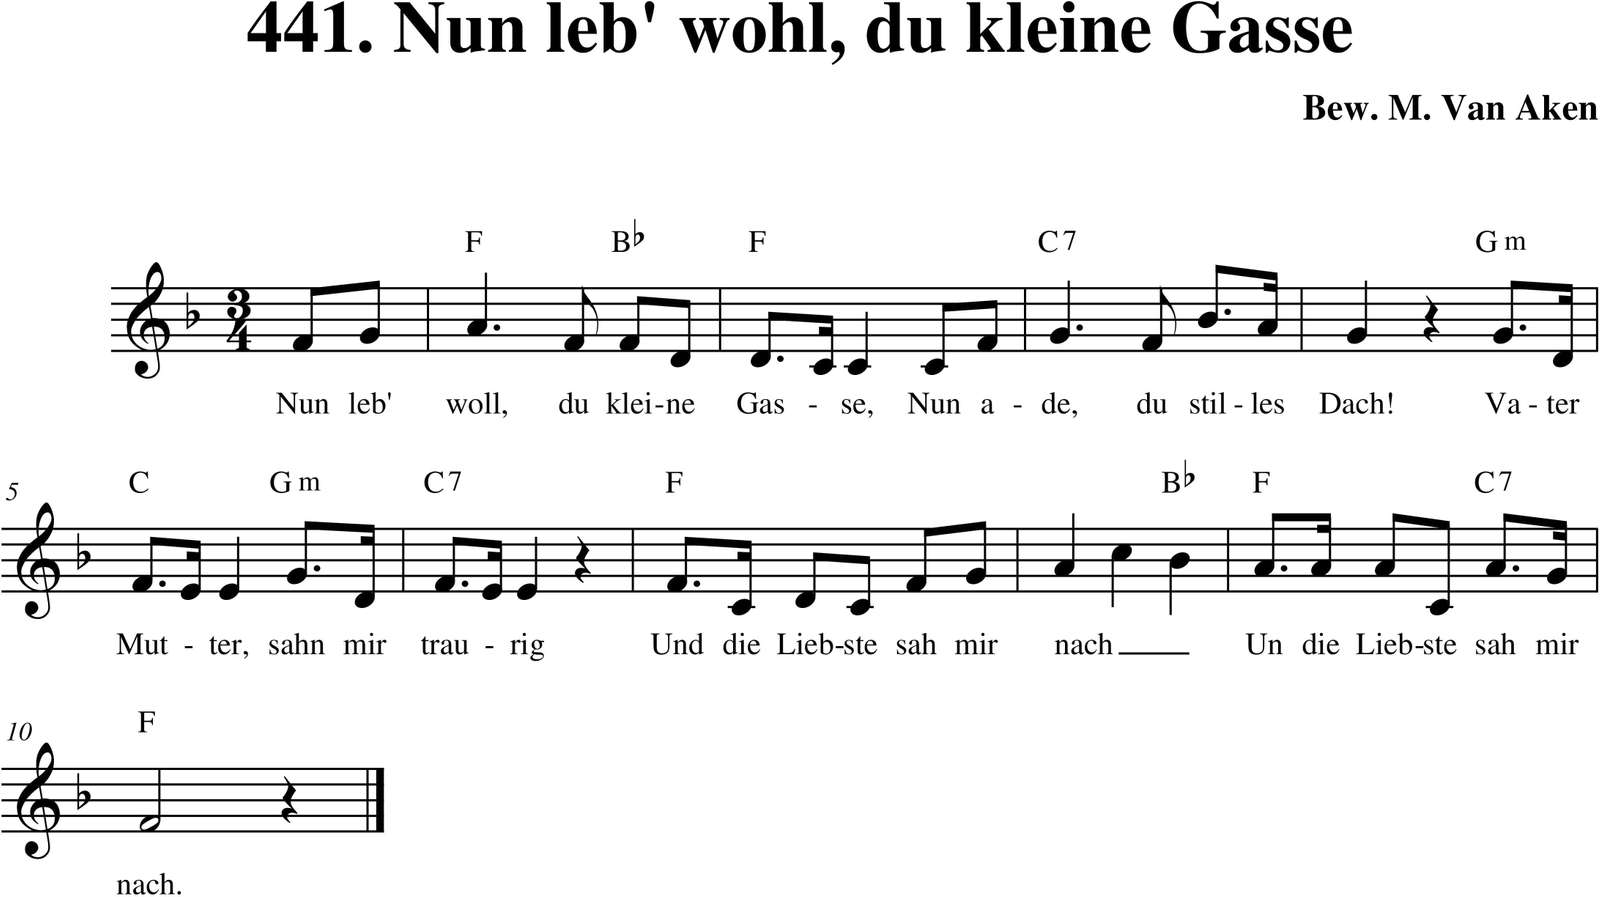 441. Nun leb' wohl, du kleine Gasse
Bew. M. Van Aken
F B♭ F C7 Gm
3
4
Nun leb' woll, du klei-ne Gas - se, Nun a - de, du stil - les Dach! Va - ter
5
C Gm C7 F B♭ F C7
Mut - ter, sahn mir trau - rig Und die Lieb-ste sah mir nach Un die Lieb-ste sah mir
10
F
nach.